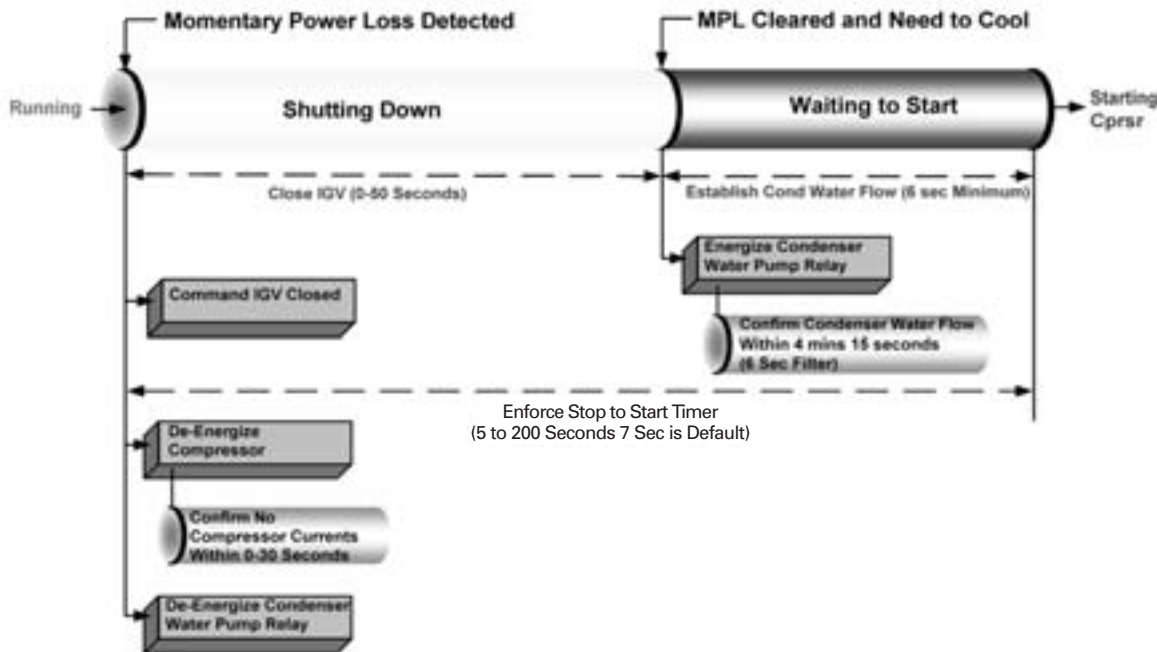 Momentary Power Loss Detected
MPL Cleared and Need to Cool
Running
Shutting Down
Waiting to Start
Starting
Cprsr
Close IGV (0-50 Seconds)
Establish Cond Water Flow (6 sec Minimum)
Energize Condenser
Water Pump Relay
Command IGV Closed
Confirm Condenser Water Flow
Within 4 mins 15 seconds
(6 Sec Filter)
Enforce Stop to Start Timer
(5 to 200 Seconds 7 Sec is Default)
De-Energize
Compressor
Confirm No
Compressor Currents
Within 0-30 Seconds
De-Energize Condenser
Water Pump Relay